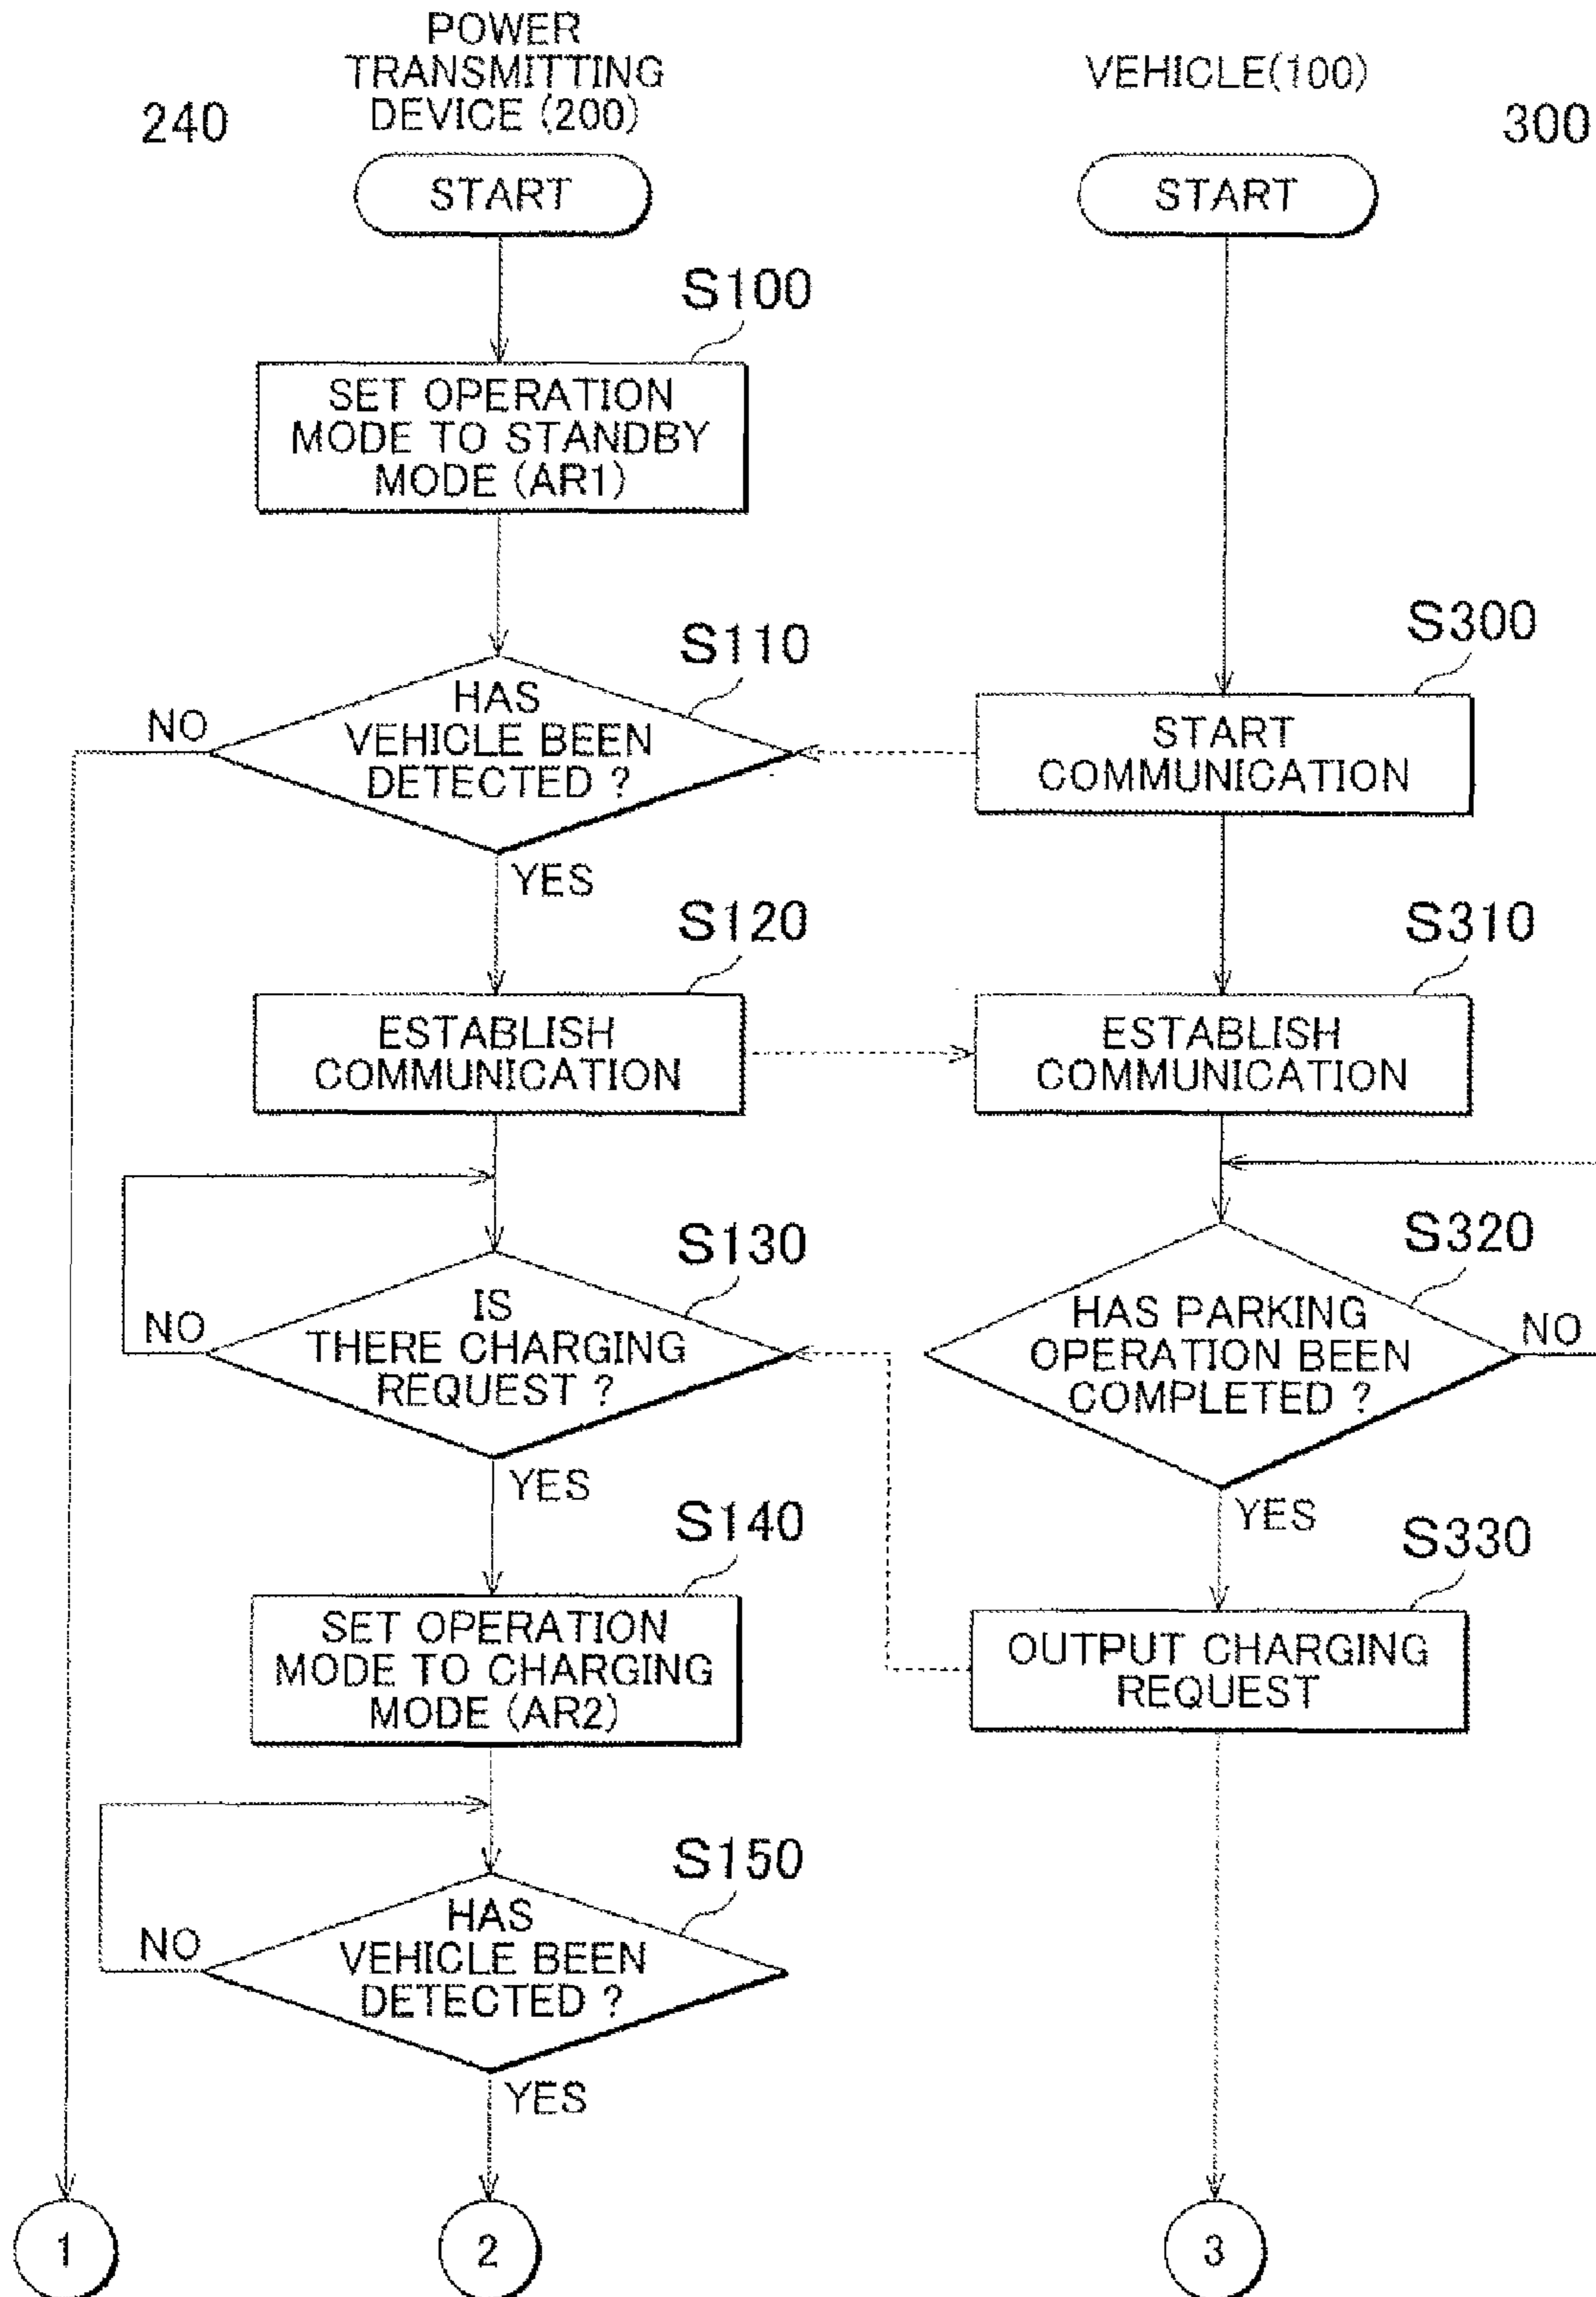 POWER
TRANSMITTING
DEVICE (200)
VEHICLE(100)
240
300
START
START
S100
SET OPERATION
MODE TO STANDBY
MODE (AR1)
S110
HAS
VEHICLE BEEN
DETECTED ?
NO
YES
S300
START
COMMUNICATION
S120
ESTABLISH
COMMUNICATION
S310
ESTABLISH
COMMUNICATION
S130
IS
THERE CHARGING
REQUEST ?
NO
YES
S320
HAS PARKING
OPERATION BEEN
COMPLETED ?
NO
YES
S140
SET OPERATION
MODE TO CHARGING
MODE (AR2)
S330
OUTPUT CHARGING
REQUEST
S150
HAS
VEHICLE BEEN
DETECTED ?
NO
YES
1
2
3